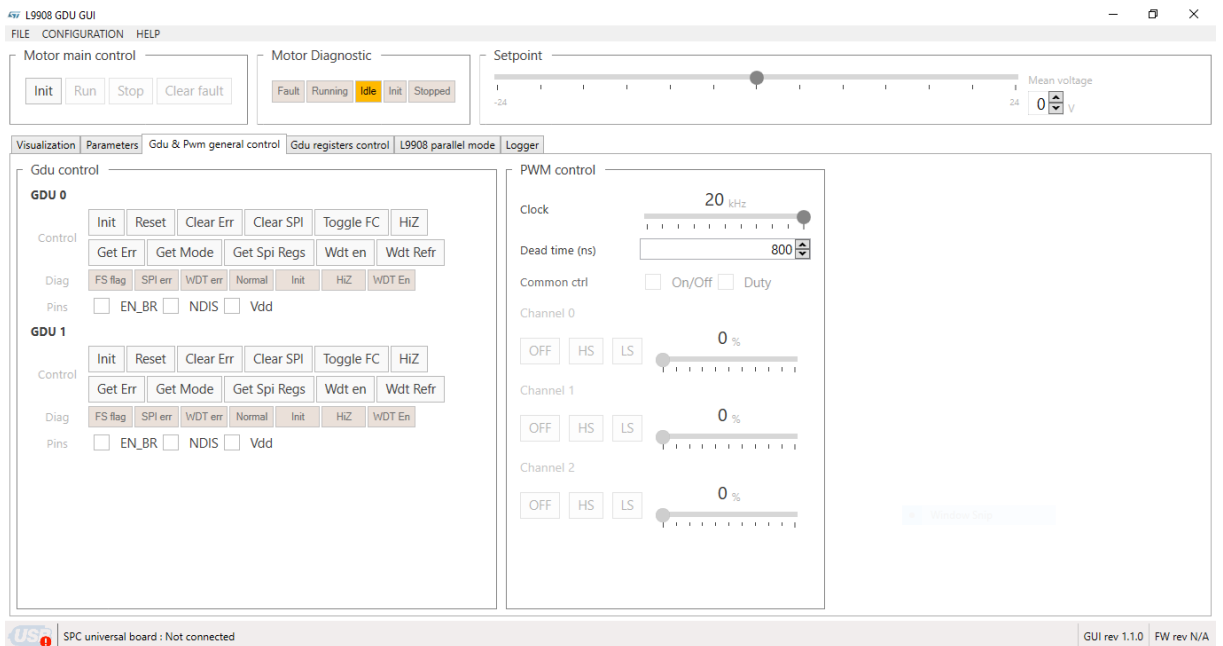 L9908 GDU GUI
FILE CONFIGURATION HELP
Motor main control
Init Run Stop Clear fault
Motor Diagnostic
Fault Running Idle Init Stopped
Setpoint
-24 24
Mean voltage
0 V
Visualization Parameters Gdu & Pwm general control Gdu registers control L9908 parallel mode Logger
Gdu control
GDU 0
Control
Init Reset Clear Err Clear SPI Toggle FC HiZ
Get Err Get Mode Get Spi Regs Wdt en Wdt Refr
Diag FS flag SPI err WDT err Normal Init HiZ WDT En
Pins EN_BR NDIS Vdd
GDU 1
Control
Init Reset Clear Err Clear SPI Toggle FC HiZ
Get Err Get Mode Get Spi Regs Wdt en Wdt Refr
Diag FS flag SPI err WDT err Normal Init HiZ WDT En
Pins EN_BR NDIS Vdd
PWM control
Clock 20 kHz
Dead time (ns) 800
Common ctrl On/Off Duty
Channel 0
OFF HS LS 0 %
Channel 1
OFF HS LS 0 %
Channel 2
OFF HS LS 0 %
USB SPC universal board : Not connected
GUI rev 1.1.0 FW rev N/A